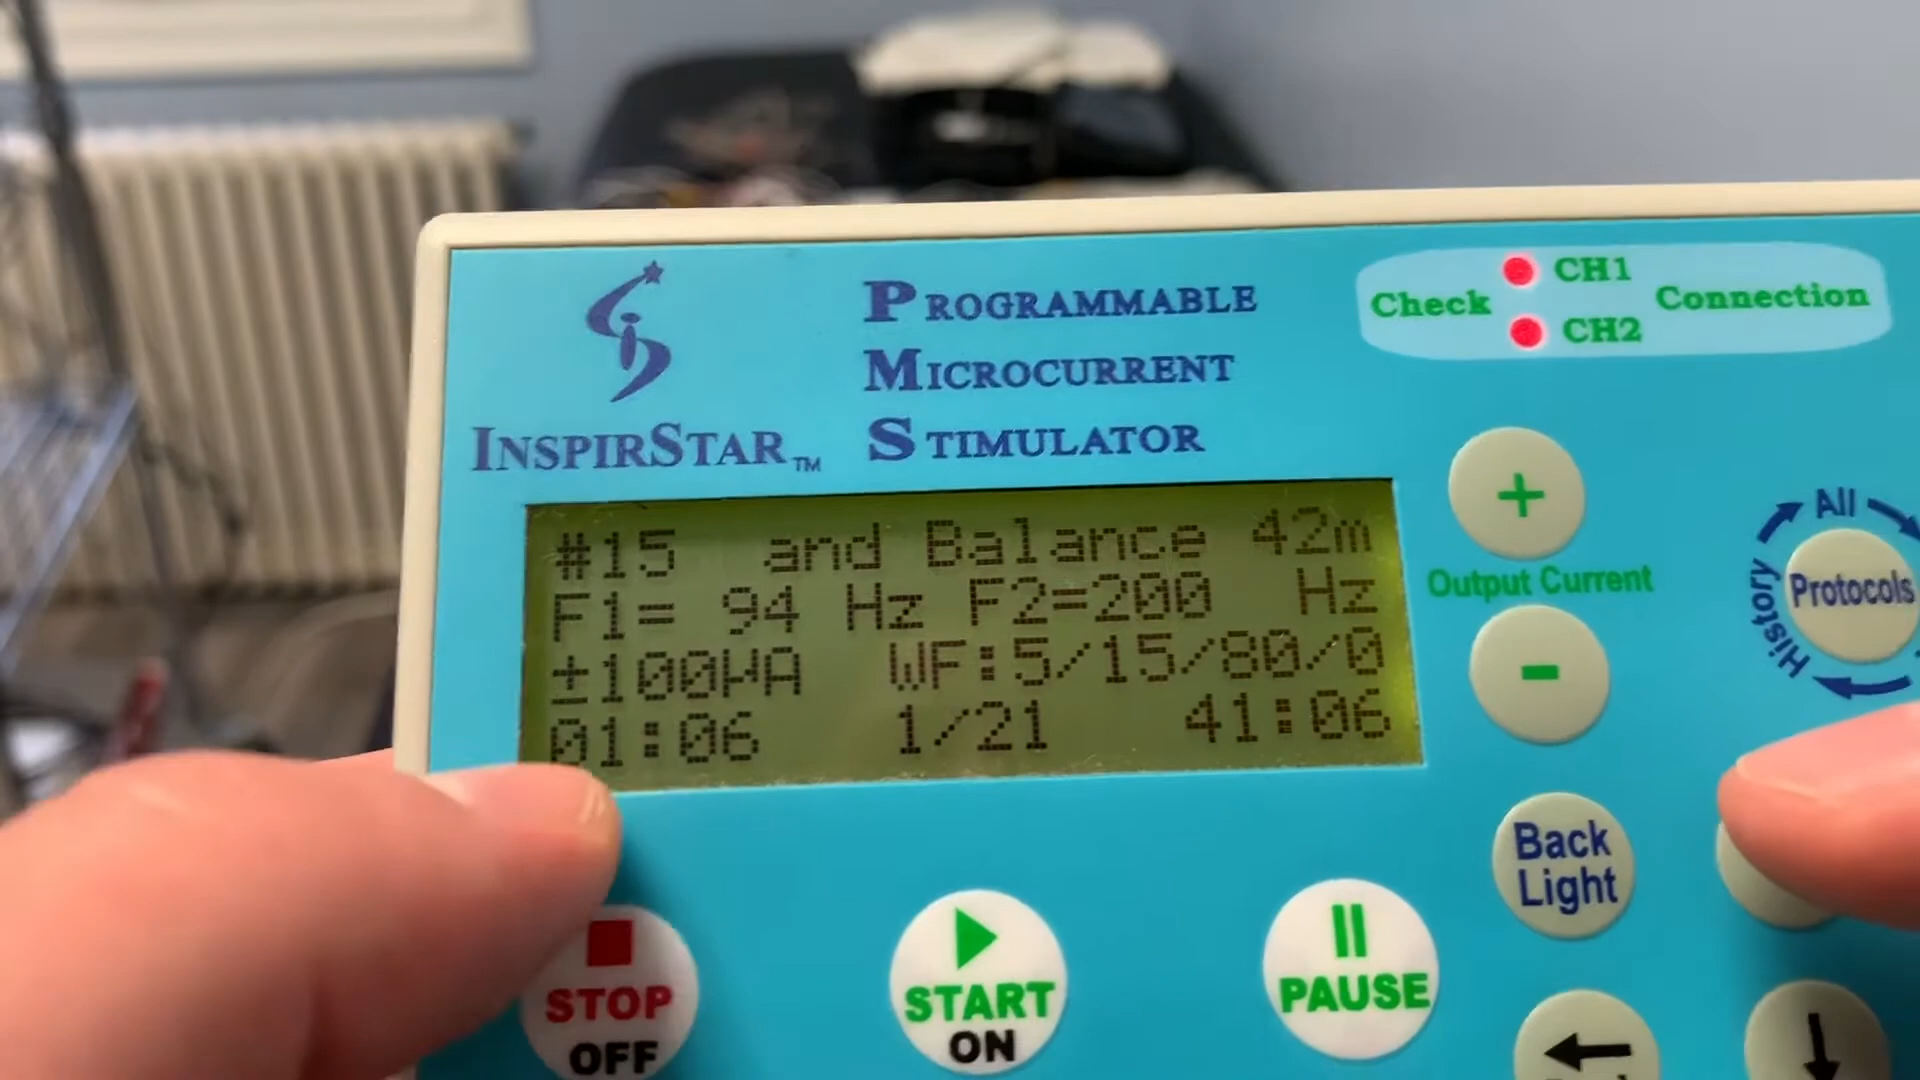 PROGRAMMABLE
MICROCURRENT
STIMULATOR
INSPIRSTAR™
Check CH1 Connection
CH2
#15 and Balance 42m
F1= 94 Hz F2=200 Hz
±100µA WF:5/15/80/0
01:06 1/21 41:06
+
Output Current
-
All
Protocols
History
Back
Light
STOP
OFF
START
ON
PAUSE